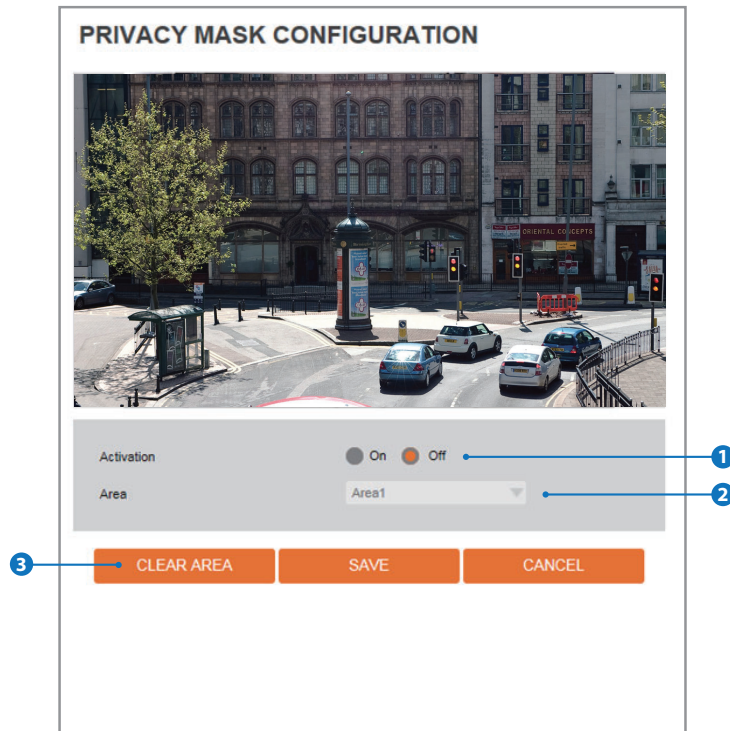 PRIVACY MASK CONFIGURATION
ORIENTAL CONCEPTS
Activation
On
Off
1
Area
Area1
2
3
CLEAR AREA
SAVE
CANCEL